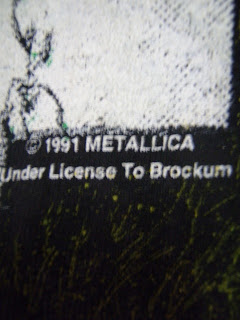 © 1991 METALLICA
Under License To Brockum